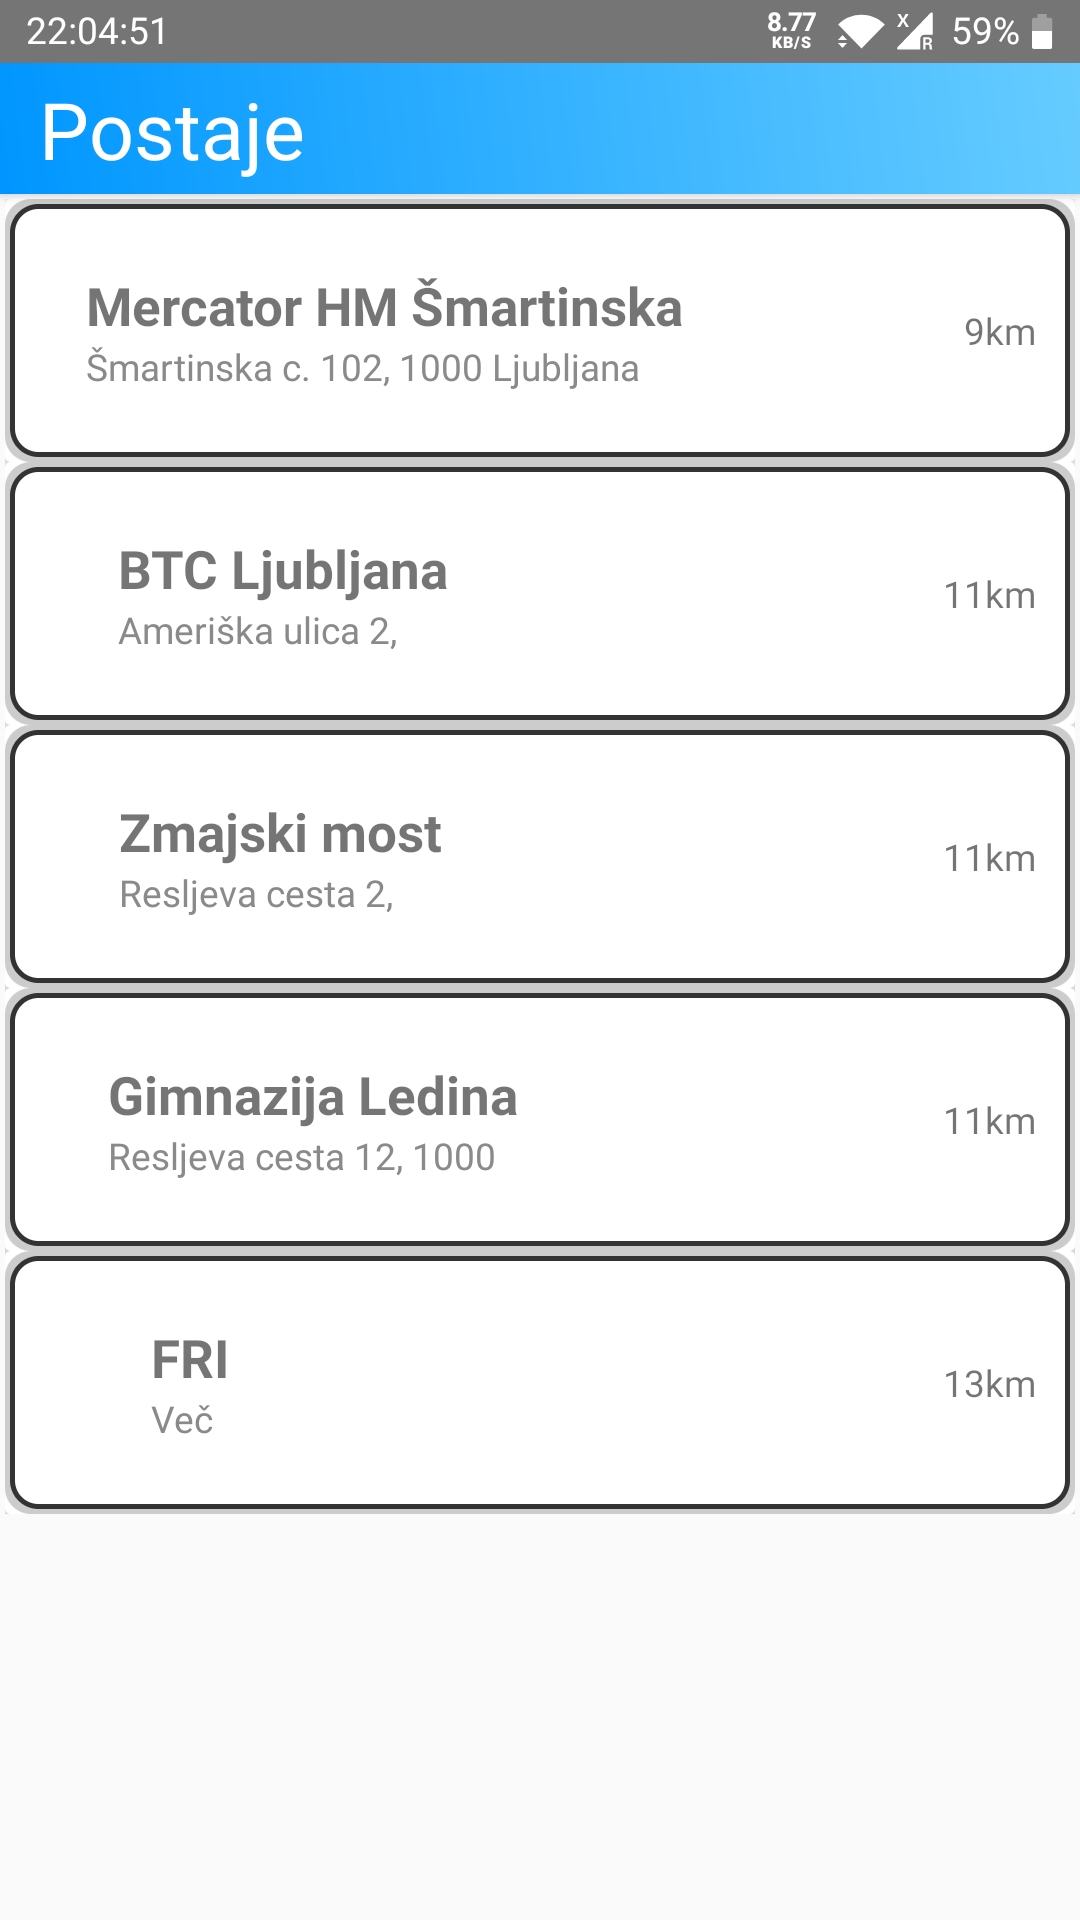 22:04:51 8.77 KB/S X R 59%
Postaje
Mercator HM Šmartinska
Šmartinska c. 102, 1000 Ljubljana
9km
BTC Ljubljana
Ameriška ulica 2,
11km
Zmajski most
Resljeva cesta 2,
11km
Gimnazija Ledina
Resljeva cesta 12, 1000
11km
FRI
Več
13km